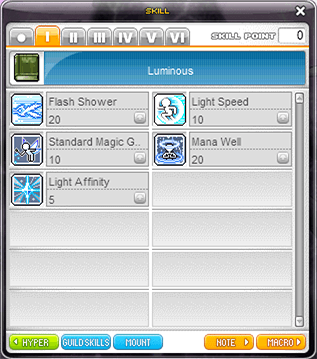 SKILL
I II III IV V VI SKILL POINT 0
Luminous
Flash Shower
20
Light Speed
10
Standard Magic G..
10
Mana Well
20
Light Affinity
5
HYPER GUILD SKILLS MOUNT NOTE MACRO